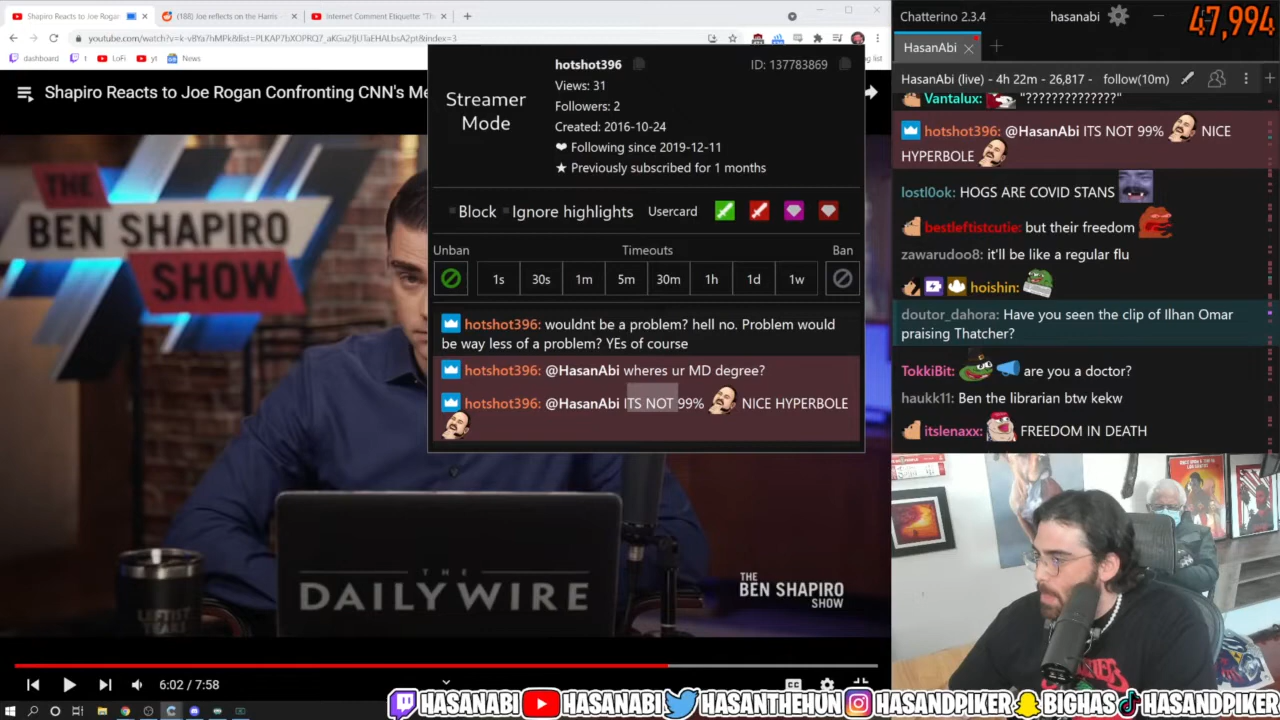 Shapiro Reacts to Joe Rogan
(188) Joe reflects on the Harris
Internet Comment Etiquette: "Th
youtube.com/watch?v=k-v8Ya7hMPk&list=PLKAP7bXOPRQ7_aKGu2fjU1aEHALbsA2pt&index=3
dashboard
t
LoFi
yt
News
Shapiro Reacts to Joe Rogan Confronting CNN's Me
THE
BEN SHAPIRO
SHOW
THE
DAILY WIRE
THE
BEN SHAPIRO
SHOW
6:02 / 7:58
CC
hotshot396
ID: 137783869
Streamer
Mode
Views: 31
Followers: 2
Created: 2016-10-24
❤ Following since 2019-12-11
★ Previously subscribed for 1 months
Block
Ignore highlights
Usercard
Unban
Timeouts
Ban
1s
30s
1m
5m
30m
1h
1d
1w
hotshot396: wouldnt be a problem? hell no. Problem would
be way less of a problem? YEs of course
hotshot396: @HasanAbi wheres ur MD degree?
hotshot396: @HasanAbi ITS NOT 99% NICE HYPERBOLE
Chatterino 2.3.4
hasanabi
47,994
HasanAbi
HasanAbi (live) - 4h 22m - 26,817 - follow(10m)
Vantalux: "??????????????"
hotshot396: @HasanAbi ITS NOT 99% NICE
HYPERBOLE
lostl0ok: HOGS ARE COVID STANS
bestleftistcutie: but their freedom
zawarudoo8: it'll be like a regular flu
hoishin:
doutor_dahora: Have you seen the clip of Ilhan Omar
praising Thatcher?
TokkiBit: are you a doctor?
haukk11: Ben the librarian btw kekw
itslenaxx: FREEDOM IN DEATH
HASANABI
HASANABI
HASANTHEHUN
HASANDPIKER
BIGHAS
HASANDPIKER